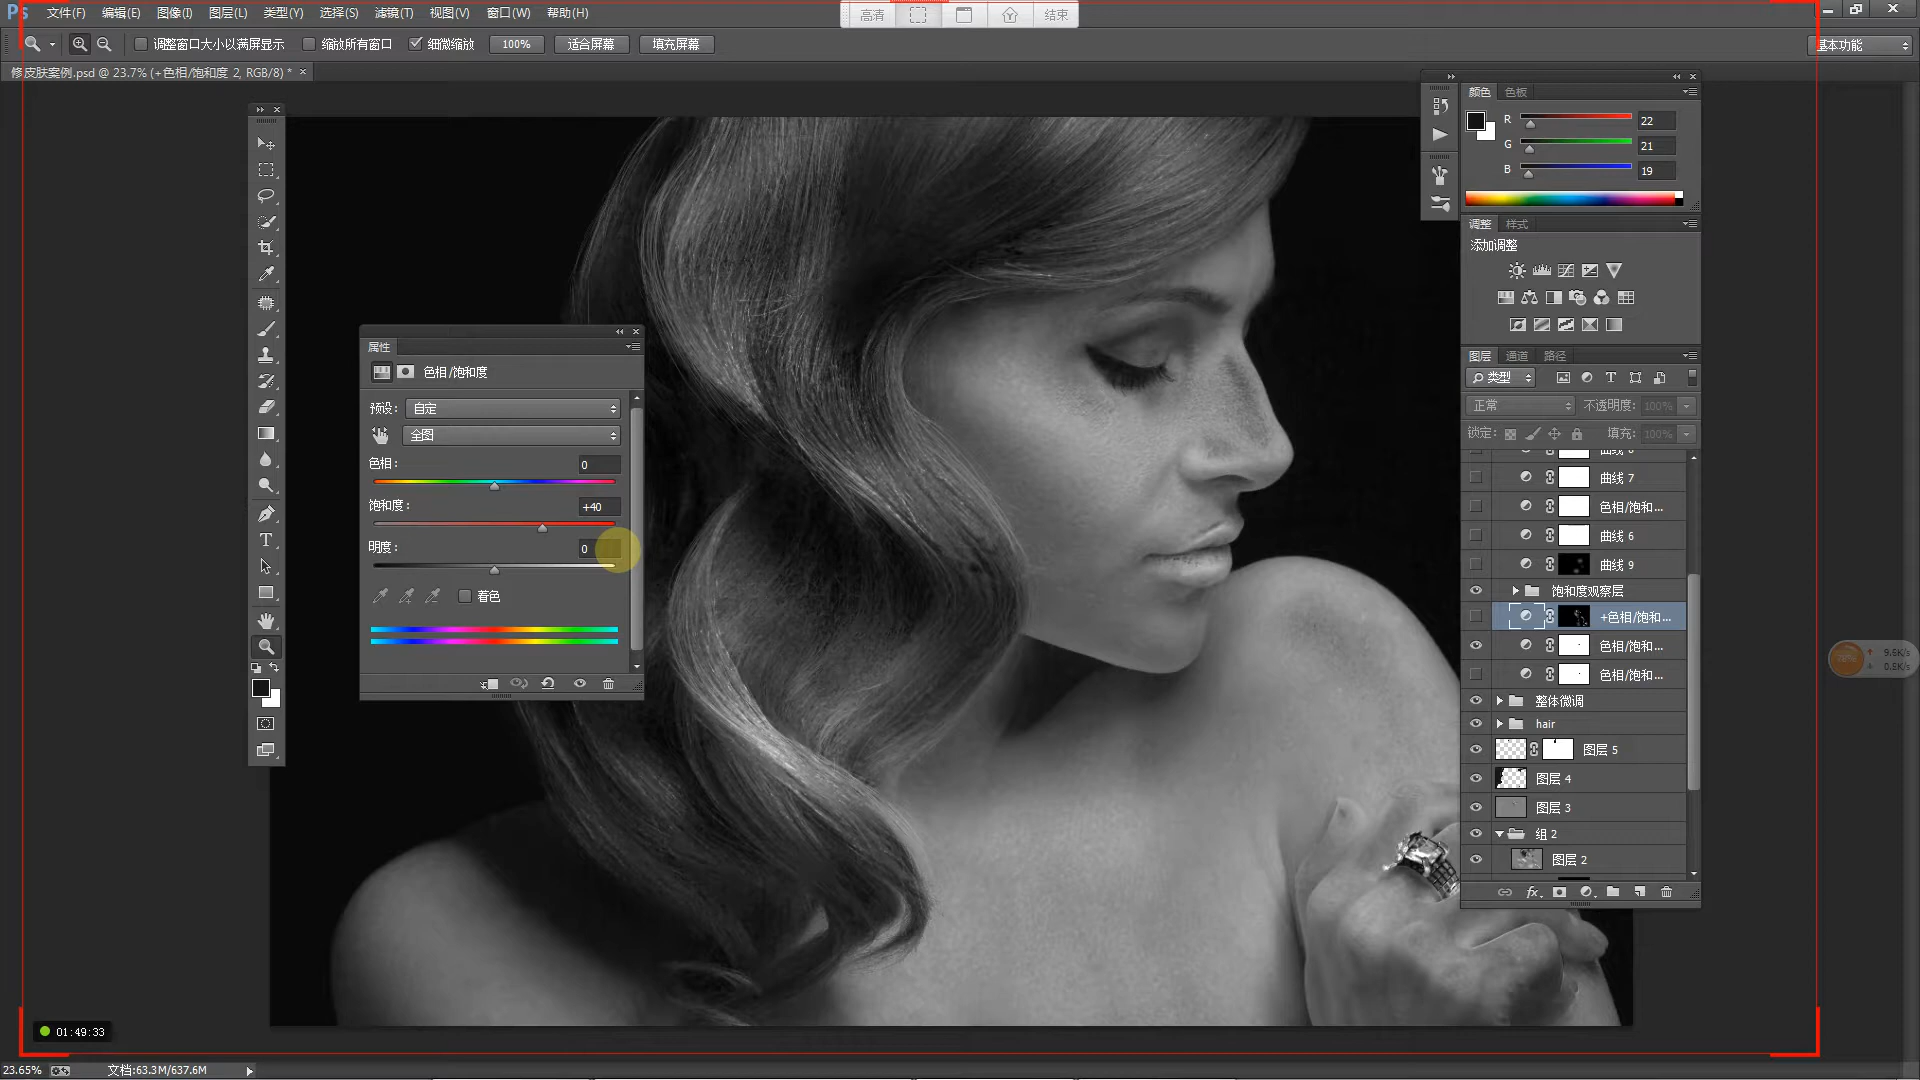 Ps 文件(F) 编辑(E) 图像(I) 图层(L) 类型(Y) 选择(S) 滤镜(T) 视图(V) 窗口(W) 帮助(H)
高清 结束
调整窗口大小以满屏显示 缩放所有窗口 细微缩放 100% 适合屏幕 填充屏幕 基本功能
修皮肤案例.psd @ 23.7% (+色相/饱和度 2, RGB/8) * ×
颜色 色板
R 22
G 21
B 19
调整 样式
添加调整
属性
色相/饱和度
预设: 自定
全图
色相: 0
饱和度: +40
明度: 0
着色
图层 通道 路径
类型
正常 不透明度: 100%
锁定: 填充: 100%
曲线 7
色相/饱和...
曲线 6
曲线 9
饱和度观察层
+色相/饱和...
色相/饱和...
色相/饱和...
整体微调
hair
图层 5
图层 4
图层 3
组 2
图层 2
fx
9.5K/s
0.5K/s
01:49:33
23.65% 文档:63.3M/637.6M